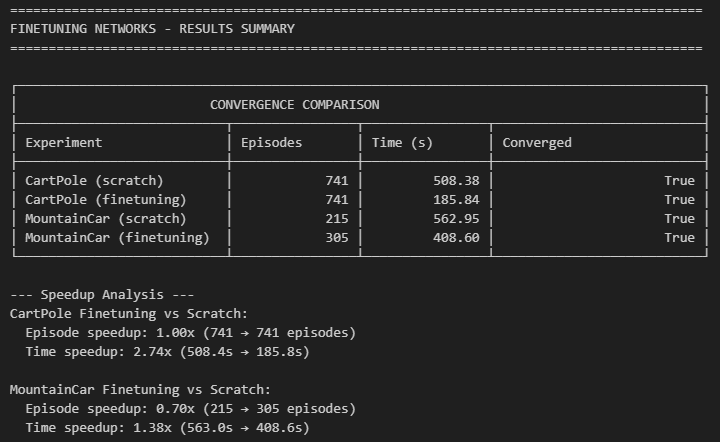 FINETUNING NETWORKS - RESULTS SUMMARY
CONVERGENCE COMPARISON
Experiment Episodes Time (s) Converged
CartPole (scratch) 741 508.38 True
CartPole (finetuning) 741 185.84 True
MountainCar (scratch) 215 562.95 True
MountainCar (finetuning) 305 408.60 True
--- Speedup Analysis ---
CartPole Finetuning vs Scratch:
Episode speedup: 1.00x (741 → 741 episodes)
Time speedup: 2.74x (508.4s → 185.8s)
MountainCar Finetuning vs Scratch:
Episode speedup: 0.70x (215 → 305 episodes)
Time speedup: 1.38x (563.0s → 408.6s)